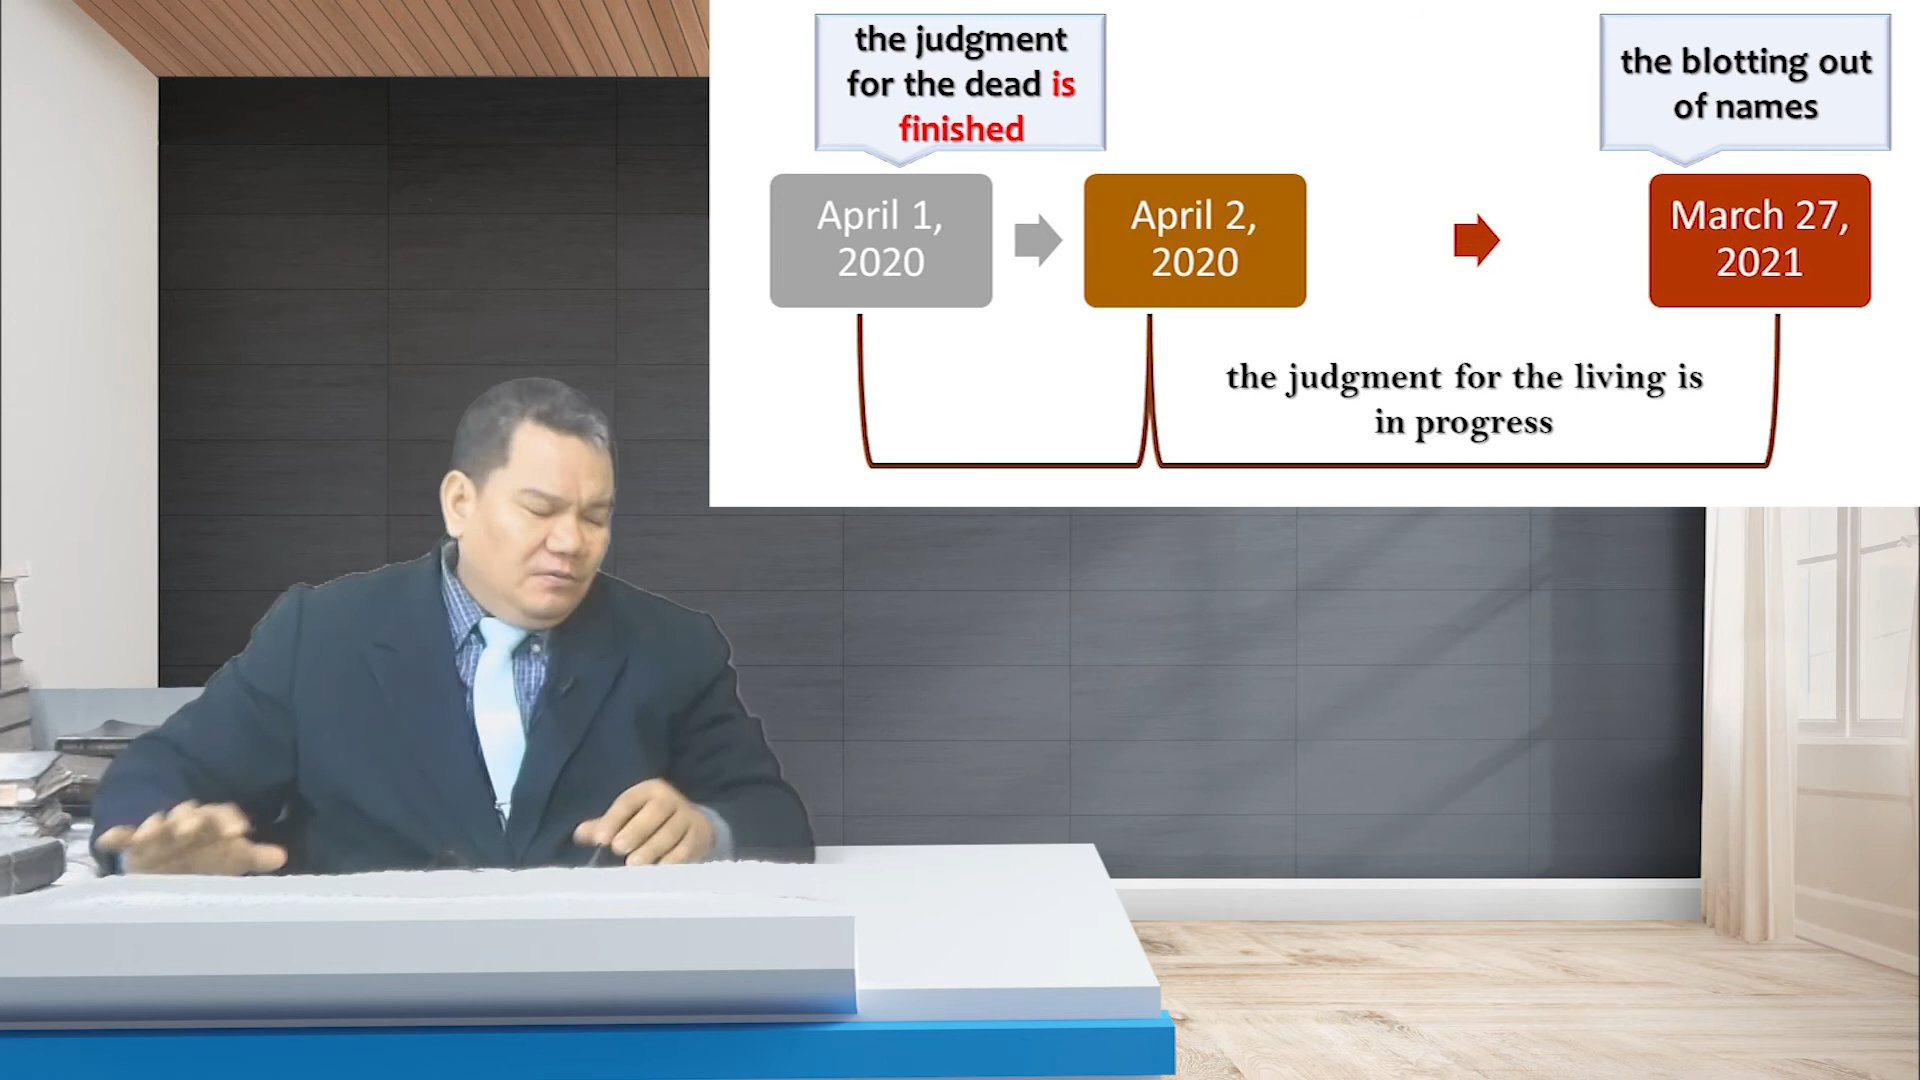 the judgment
for the dead is
finished
the blotting out
of names
April 1,
2020
April 2,
2020
March 27,
2021
the judgment for the living is
in progress